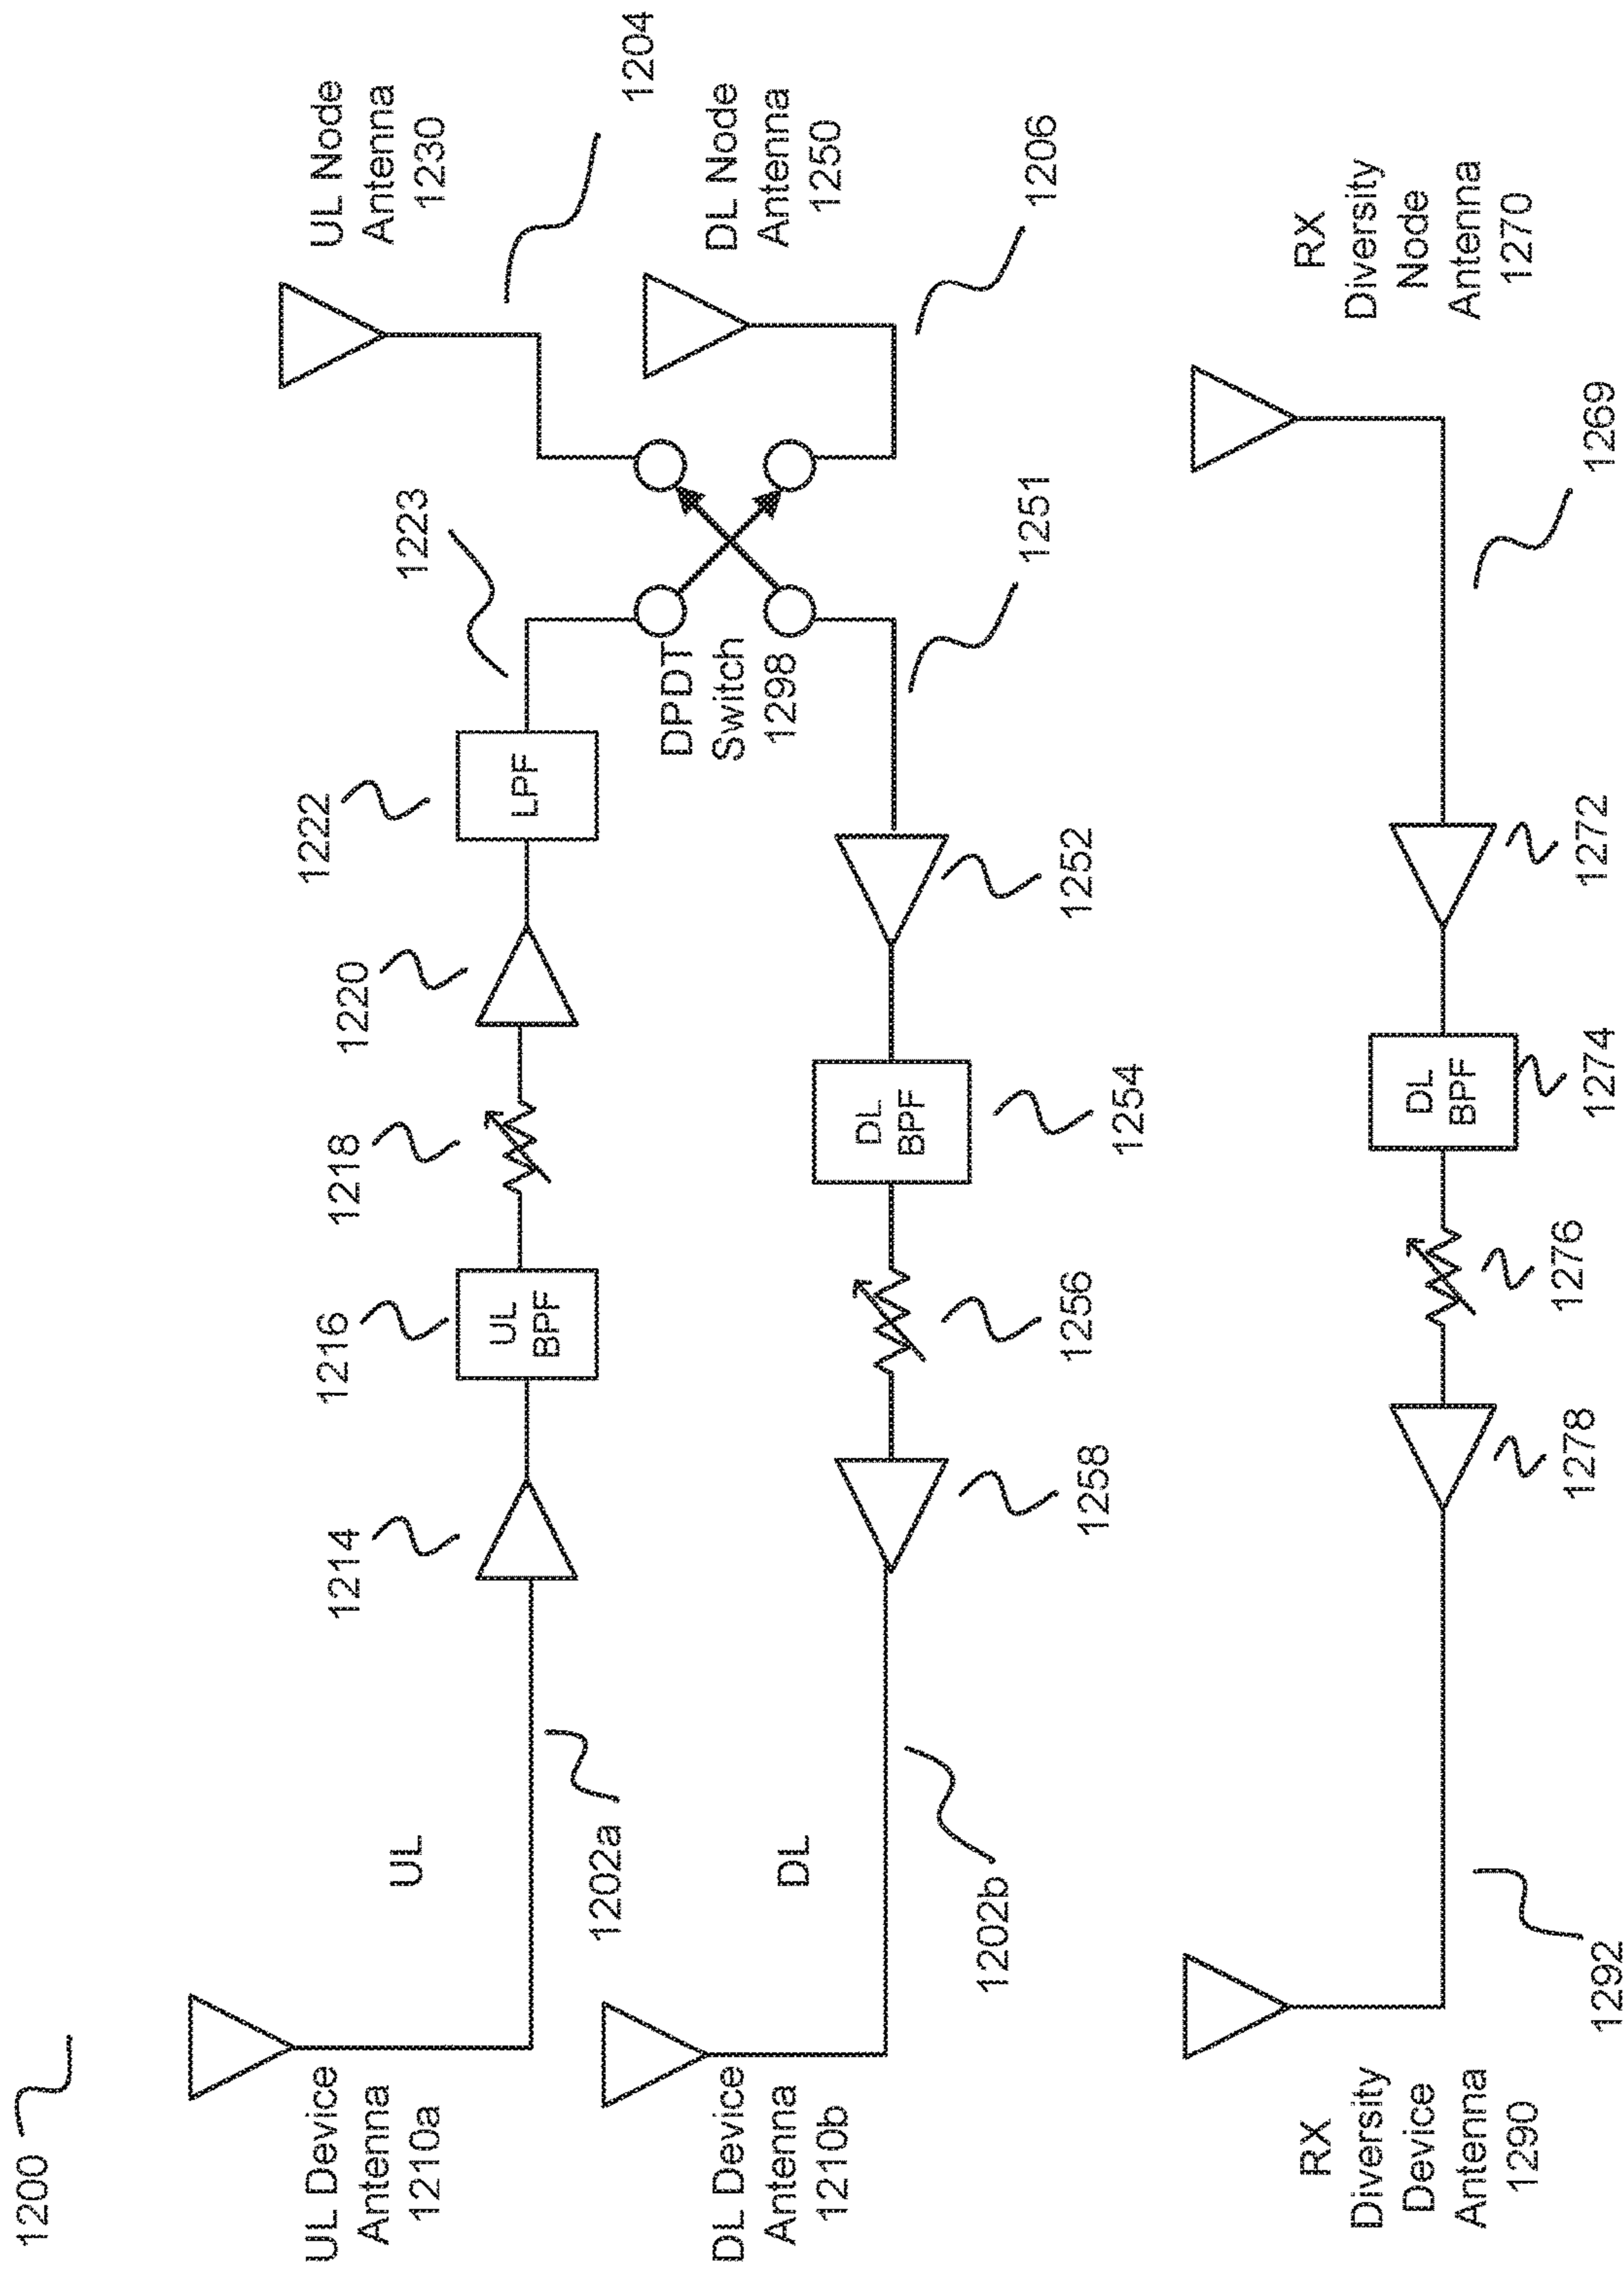 1200
UL Device
Antenna
1210a
UL
1202a
1214
1216
UL
BPF
1218
1220
1222
LPF
1223
UL Node
Antenna
1230
1204
DPDT
Switch
1298
DL Device
Antenna
1210b
DL
1202b
1258
1256
DL
BPF
1254
1252
1251
DL Node
Antenna
1250
1206
RX
Diversity
Device
Antenna
1290
1292
1278
1276
DL
BPF
1274
1272
1269
RX
Diversity
Node
Antenna
1270